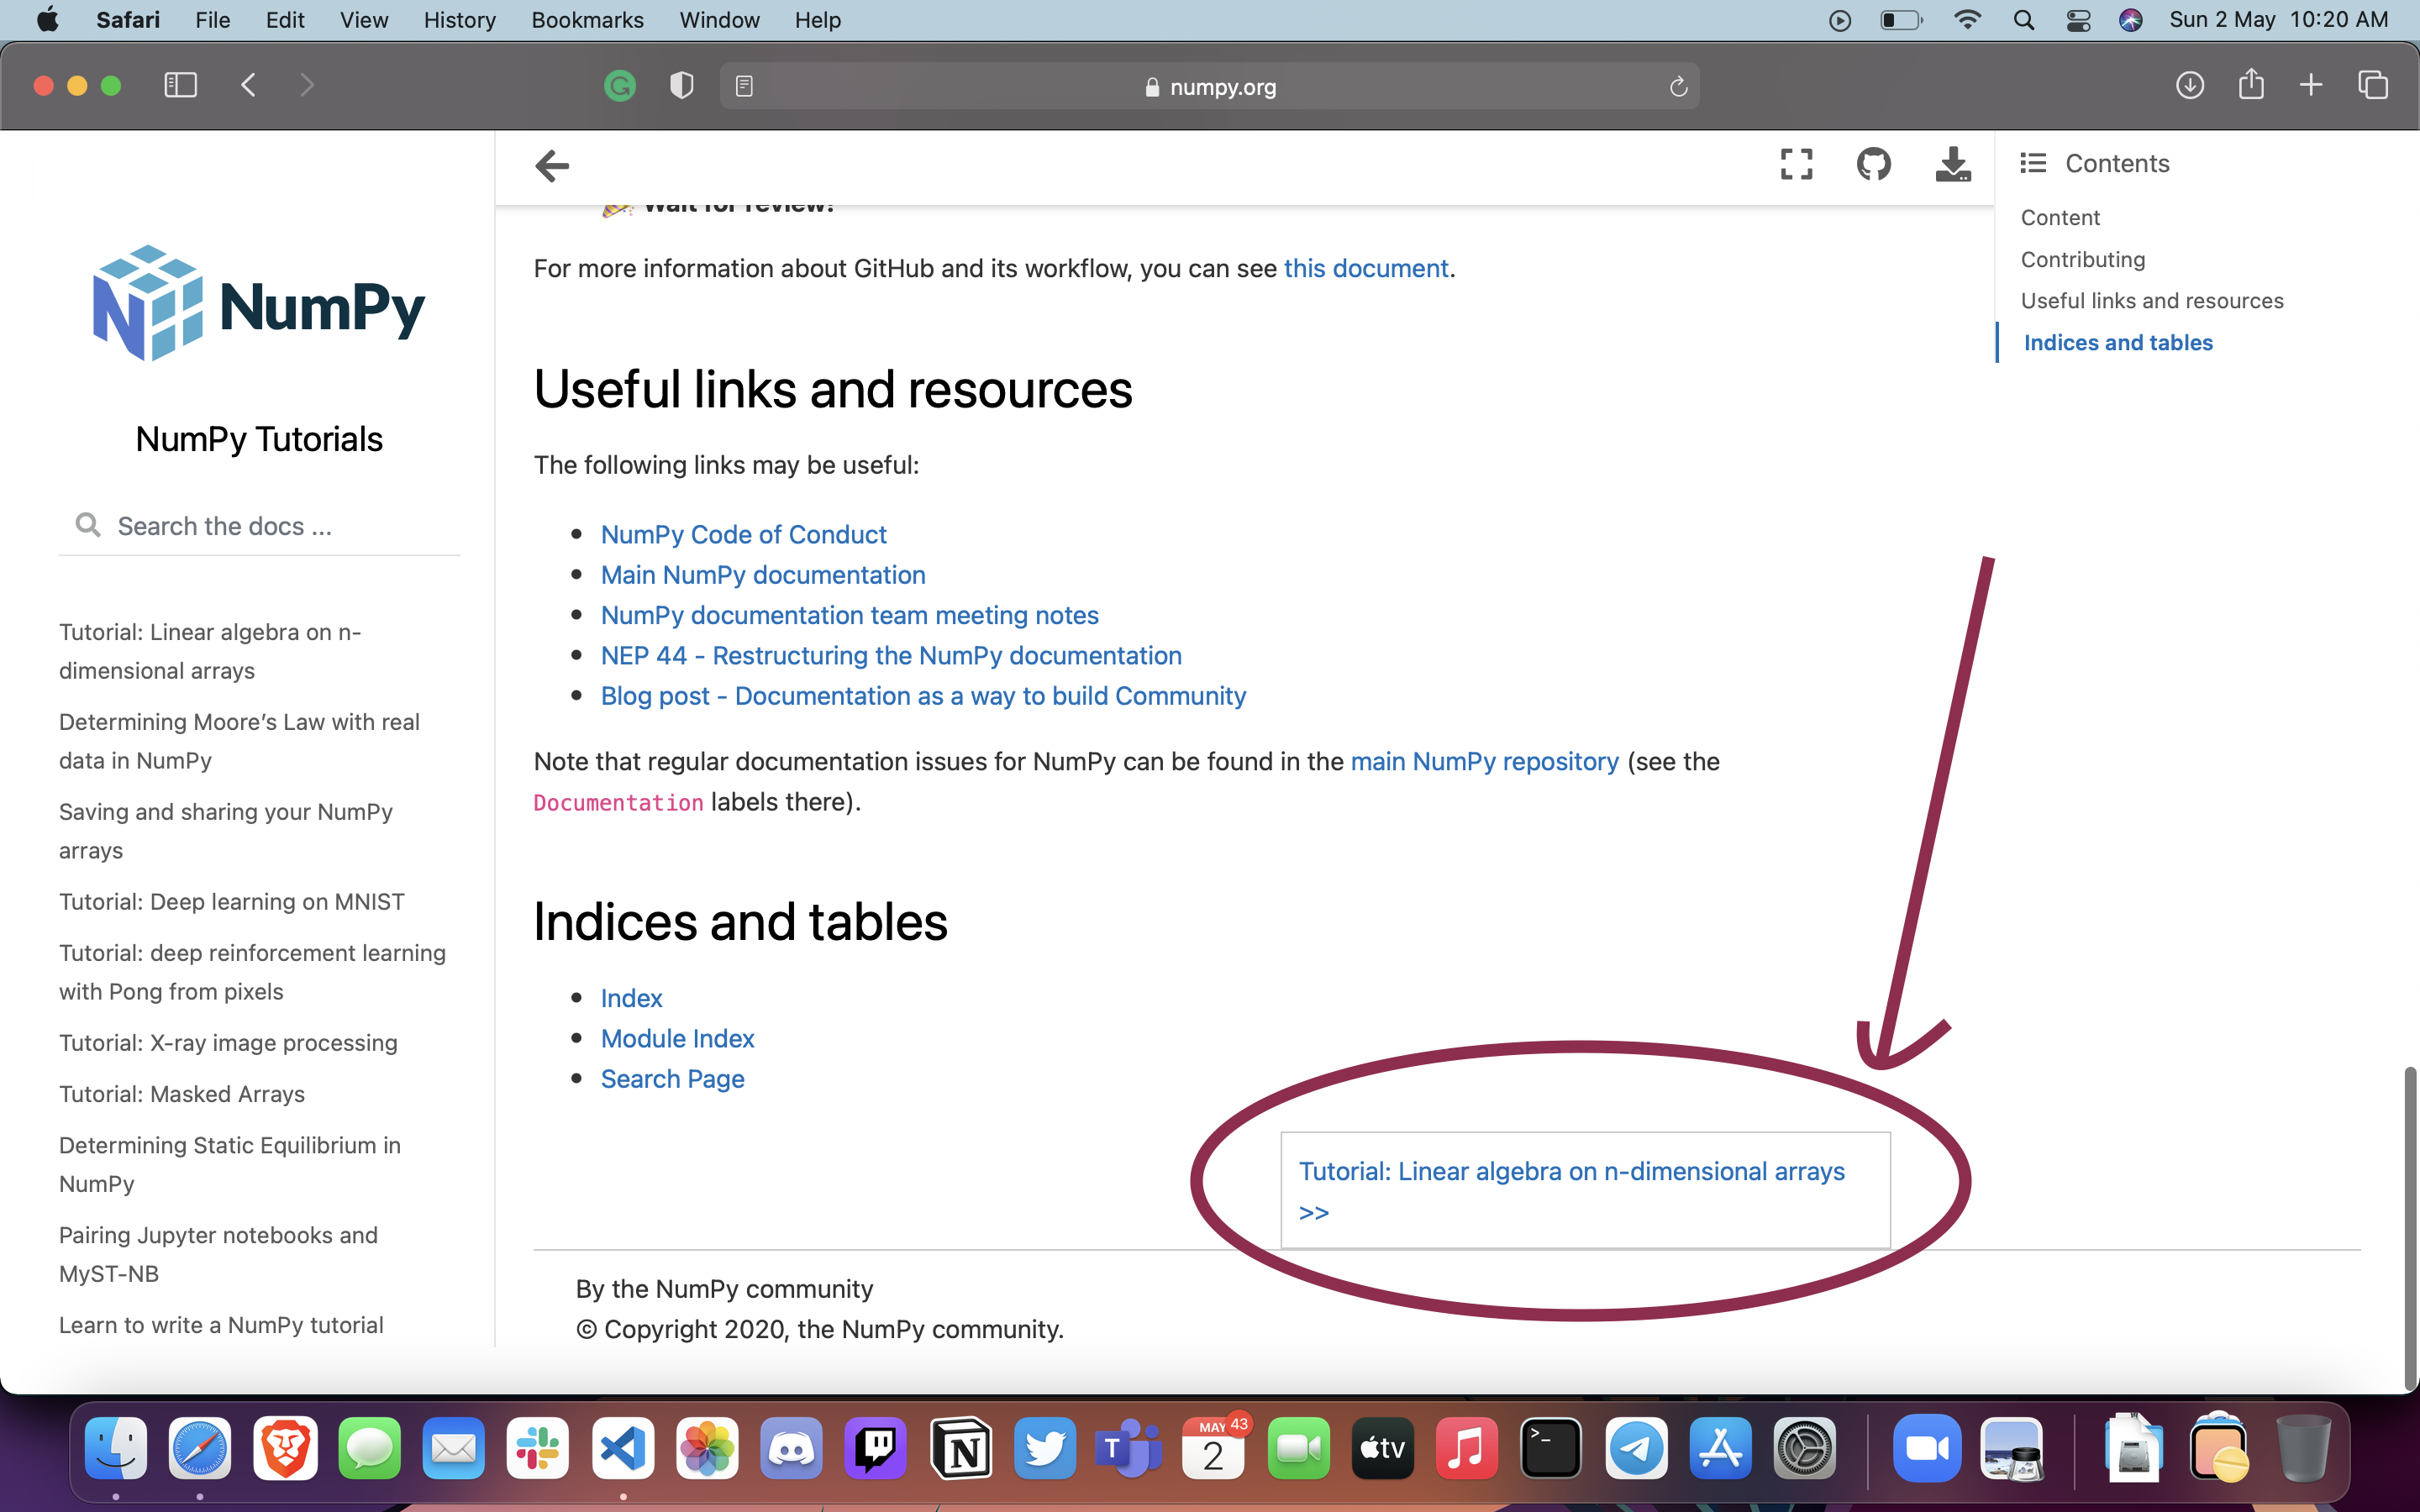 Safari File Edit View History Bookmarks Window Help Sun 2 May 10:20 AM
numpy.org
NumPy
NumPy Tutorials
Search the docs ...
Tutorial: Linear algebra on n-
dimensional arrays
Determining Moore’s Law with real
data in NumPy
Saving and sharing your NumPy
arrays
Tutorial: Deep learning on MNIST
Tutorial: deep reinforcement learning
with Pong from pixels
Tutorial: X-ray image processing
Tutorial: Masked Arrays
Determining Static Equilibrium in
NumPy
Pairing Jupyter notebooks and
MyST-NB
Learn to write a NumPy tutorial
Wait for review!
For more information about GitHub and its workflow, you can see this document.
Useful links and resources
The following links may be useful:
NumPy Code of Conduct
Main NumPy documentation
NumPy documentation team meeting notes
NEP 44 - Restructuring the NumPy documentation
Blog post - Documentation as a way to build Community
Note that regular documentation issues for NumPy can be found in the main NumPy repository (see the
Documentation labels there).
Indices and tables
Index
Module Index
Search Page
Tutorial: Linear algebra on n-dimensional arrays
>>
By the NumPy community
© Copyright 2020, the NumPy community.
Contents
Content
Contributing
Useful links and resources
Indices and tables
MAY 43
2
tv